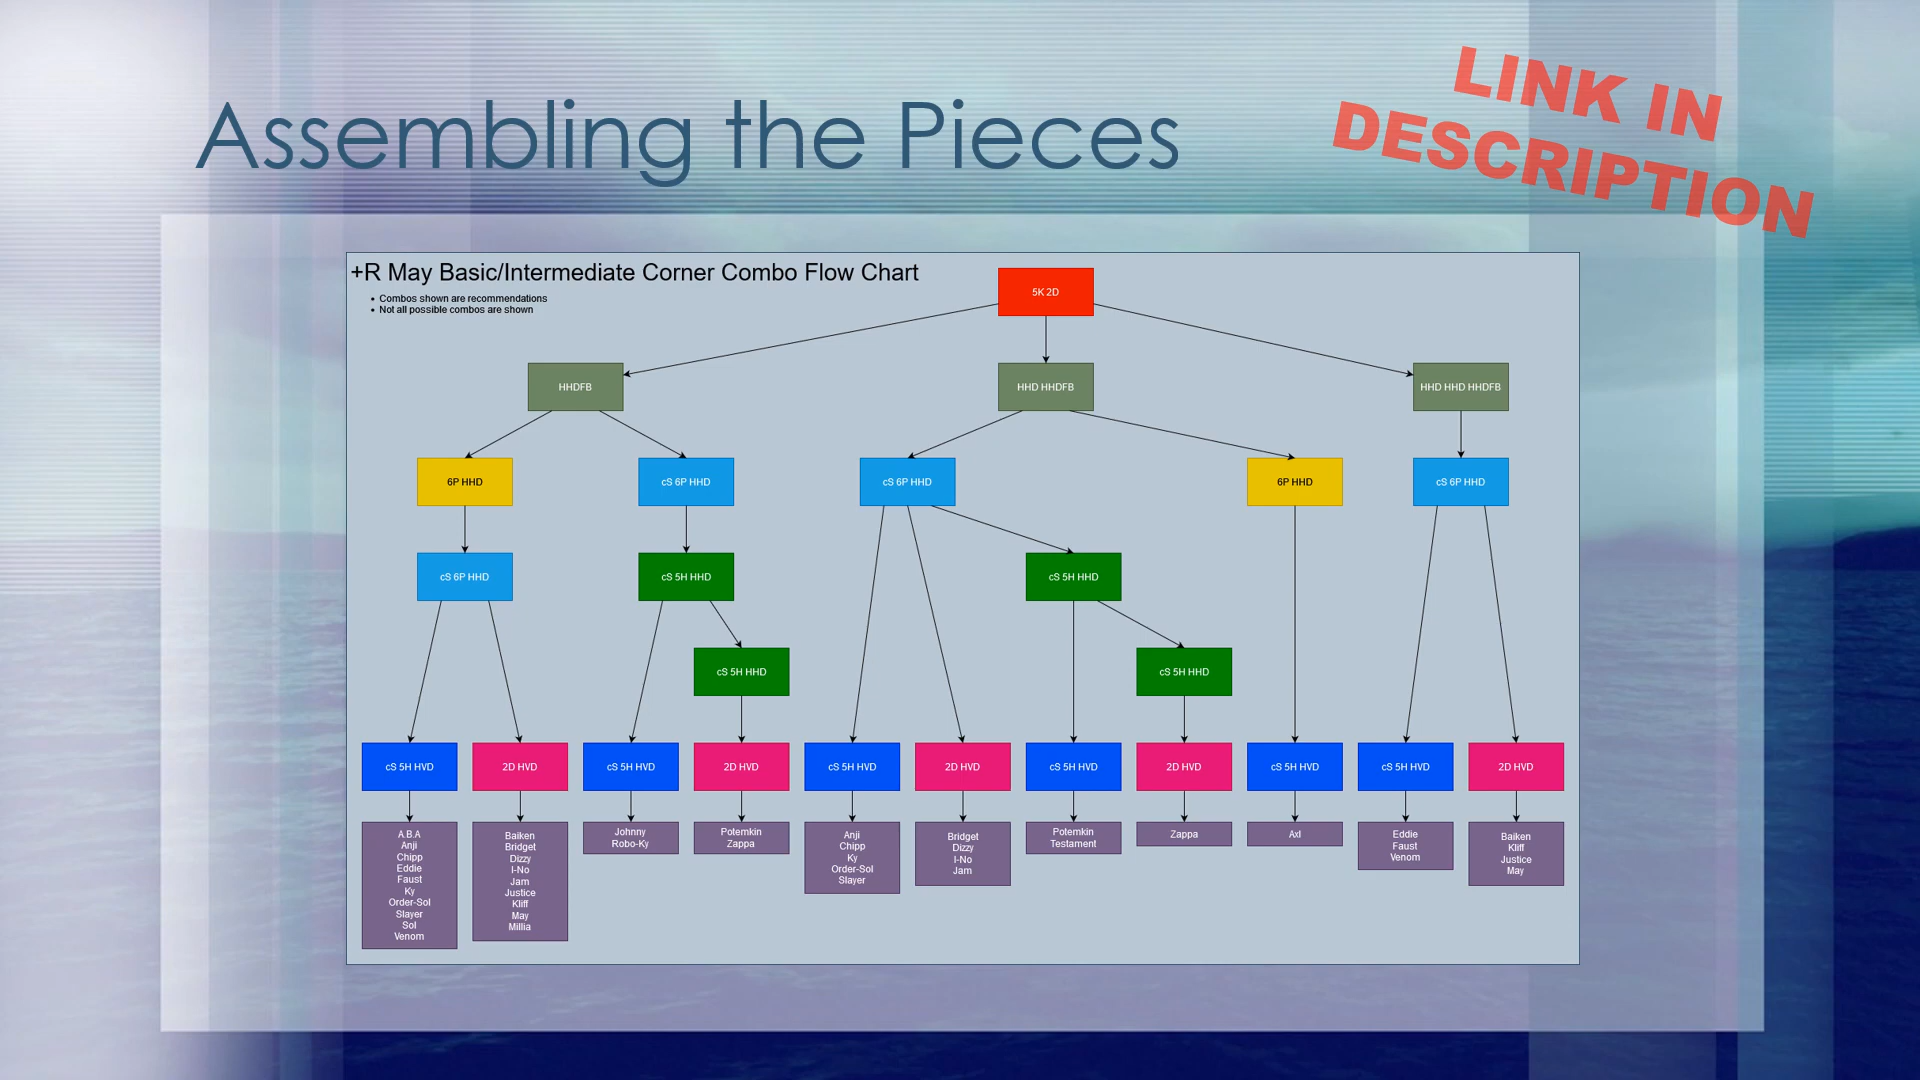 Assembling the Pieces
LINK IN
DESCRIPTION
+R May Basic/Intermediate Corner Combo Flow Chart
• Combos shown are recommendations
• Not all possible combos are shown
5K 2D
HHDFB
HHD HHDFB
HHD HHD HHDFB
6P HHD
cS 6P HHD
cS 6P HHD
6P HHD
cS 6P HHD
cS 6P HHD
cS 5H HHD
cS 5H HHD
cS 5H HHD
cS 5H HHD
cS 5H HVD
2D HVD
cS 5H HVD
2D HVD
cS 5H HVD
2D HVD
cS 5H HVD
2D HVD
cS 5H HVD
cS 5H HVD
2D HVD
A.B.A
Anji
Chipp
Eddie
Faust
Ky
Order-Sol
Slayer
Sol
Venom
Baiken
Bridget
Dizzy
I-No
Jam
Justice
Kliff
May
Millia
Johnny
Robo-Ky
Potemkin
Zappa
Anji
Chipp
Ky
Order-Sol
Slayer
Bridget
Dizzy
I-No
Jam
Potemkin
Testament
Zappa
Axl
Eddie
Faust
Venom
Baiken
Kliff
Justice
May